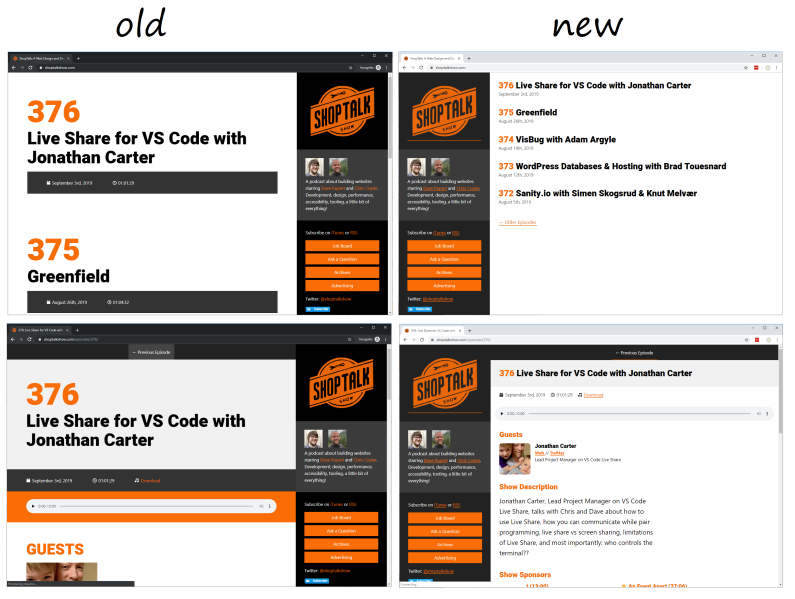 old
new
ShopTalk A Web Design and De
shoptalkshow.com
Incognito
376
Live Share for VS Code with
Jonathan Carter
September 3rd, 2019
01:01:29
375
Greenfield
August 26th, 2019
01:04:32
SHOP TALK
SHOW
A podcast about building websites
starring Dave Rupert and Chris Coyier.
Development, design, performance,
accessibility, tooling, a little bit of
everything!
Subscribe on iTunes or RSS
Job Board
Ask a Question
Archives
Advertising
Twitter: @shoptalkshow
Subscribe
shoptalkshow.com
SHOP TALK
SHOW
A podcast about building websites
starring Dave Rupert and Chris Coyier.
Development, design, performance,
accessibility, tooling, a little bit of
everything!
Subscribe on iTunes or RSS
Job Board
Ask a Question
Archives
Advertising
Twitter: @shoptalkshow
Subscribe
376 Live Share for VS Code with Jonathan Carter
September 3rd, 2019
375 Greenfield
August 26th, 2019
374 VisBug with Adam Argyle
August 19th, 2019
373 WordPress Databases & Hosting with Brad Touesnard
August 12th, 2019
372 Sanity.io with Simen Skogsrud & Knut Melvær
August 5th, 2019
← Older Episodes
376: Live Share for VS Code with
shoptalkshow.com/episodes/376/
Incognito
← Previous Episode
376
Live Share for VS Code with
Jonathan Carter
September 3rd, 2019
01:01:29
Download
0:00 / 0:00
GUESTS
SHOP TALK
SHOW
A podcast about building websites
starring Dave Rupert and Chris Coyier.
Development, design, performance,
accessibility, tooling, a little bit of
everything!
Subscribe on iTunes or RSS
Job Board
Ask a Question
Archives
Advertising
Twitter: @shoptalkshow
Subscribe
376: Live Share for VS Code with
shoptalkshow.com/episodes/376/
SHOP TALK
SHOW
A podcast about building websites
starring Dave Rupert and Chris Coyier.
Development, design, performance,
accessibility, tooling, a little bit of
everything!
Subscribe on iTunes or RSS
Job Board
Ask a Question
Archives
Advertising
Twitter: @shoptalkshow
← Previous Episode
376 Live Share for VS Code with Jonathan Carter
September 3rd, 2019
01:01:29
Download
0:00 / 0:00
Guests
Jonathan Carter
Web // Twitter
Lead Project Manager on VS Code Live Share
Show Description
Jonathan Carter, Lead Project Manager on VS Code
Live Share, talks with Chris and Dave about how to
use Live Share, how you can communicate while pair
programming, live share vs screen sharing, limitations
of Live Share, and most importantly: who controls the
terminal??
Show Sponsors
(13:00)
An Event Apart (27:06)